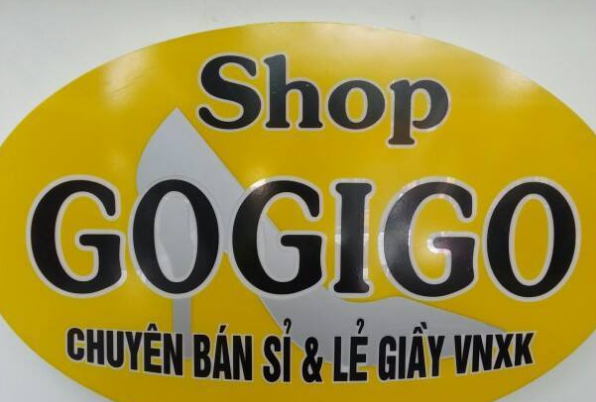 Shop
GOGIGO
CHUYÊN BÁN SỈ & LẺ GIẦY VNXK